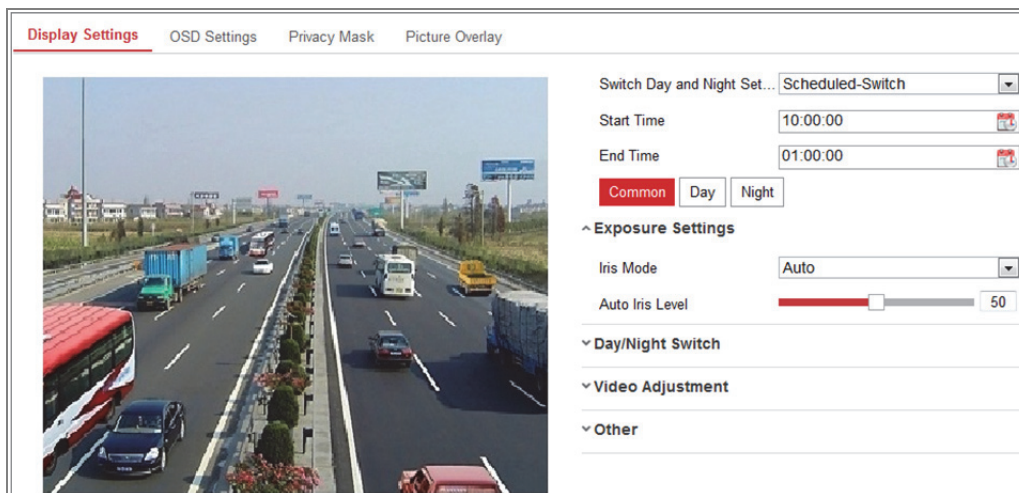 Display Settings OSD Settings Privacy Mask Picture Overlay
Switch Day and Night Set... Scheduled-Switch
Start Time 10:00:00
End Time 01:00:00
Common Day Night
Exposure Settings
Iris Mode Auto
Auto Iris Level 50
Day/Night Switch
Video Adjustment
Other